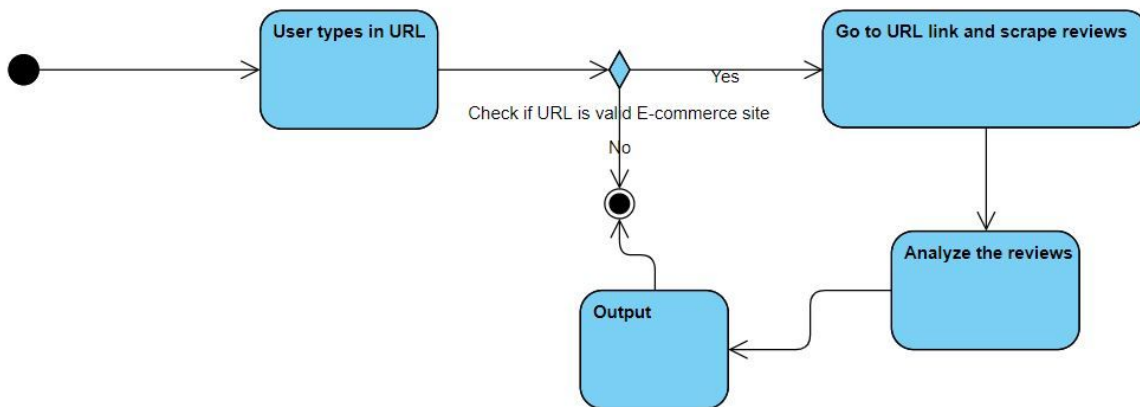 User types in URL
Go to URL link and scrape reviews
Yes
Check if URL is valid E-commerce site
No
Analyze the reviews
Output